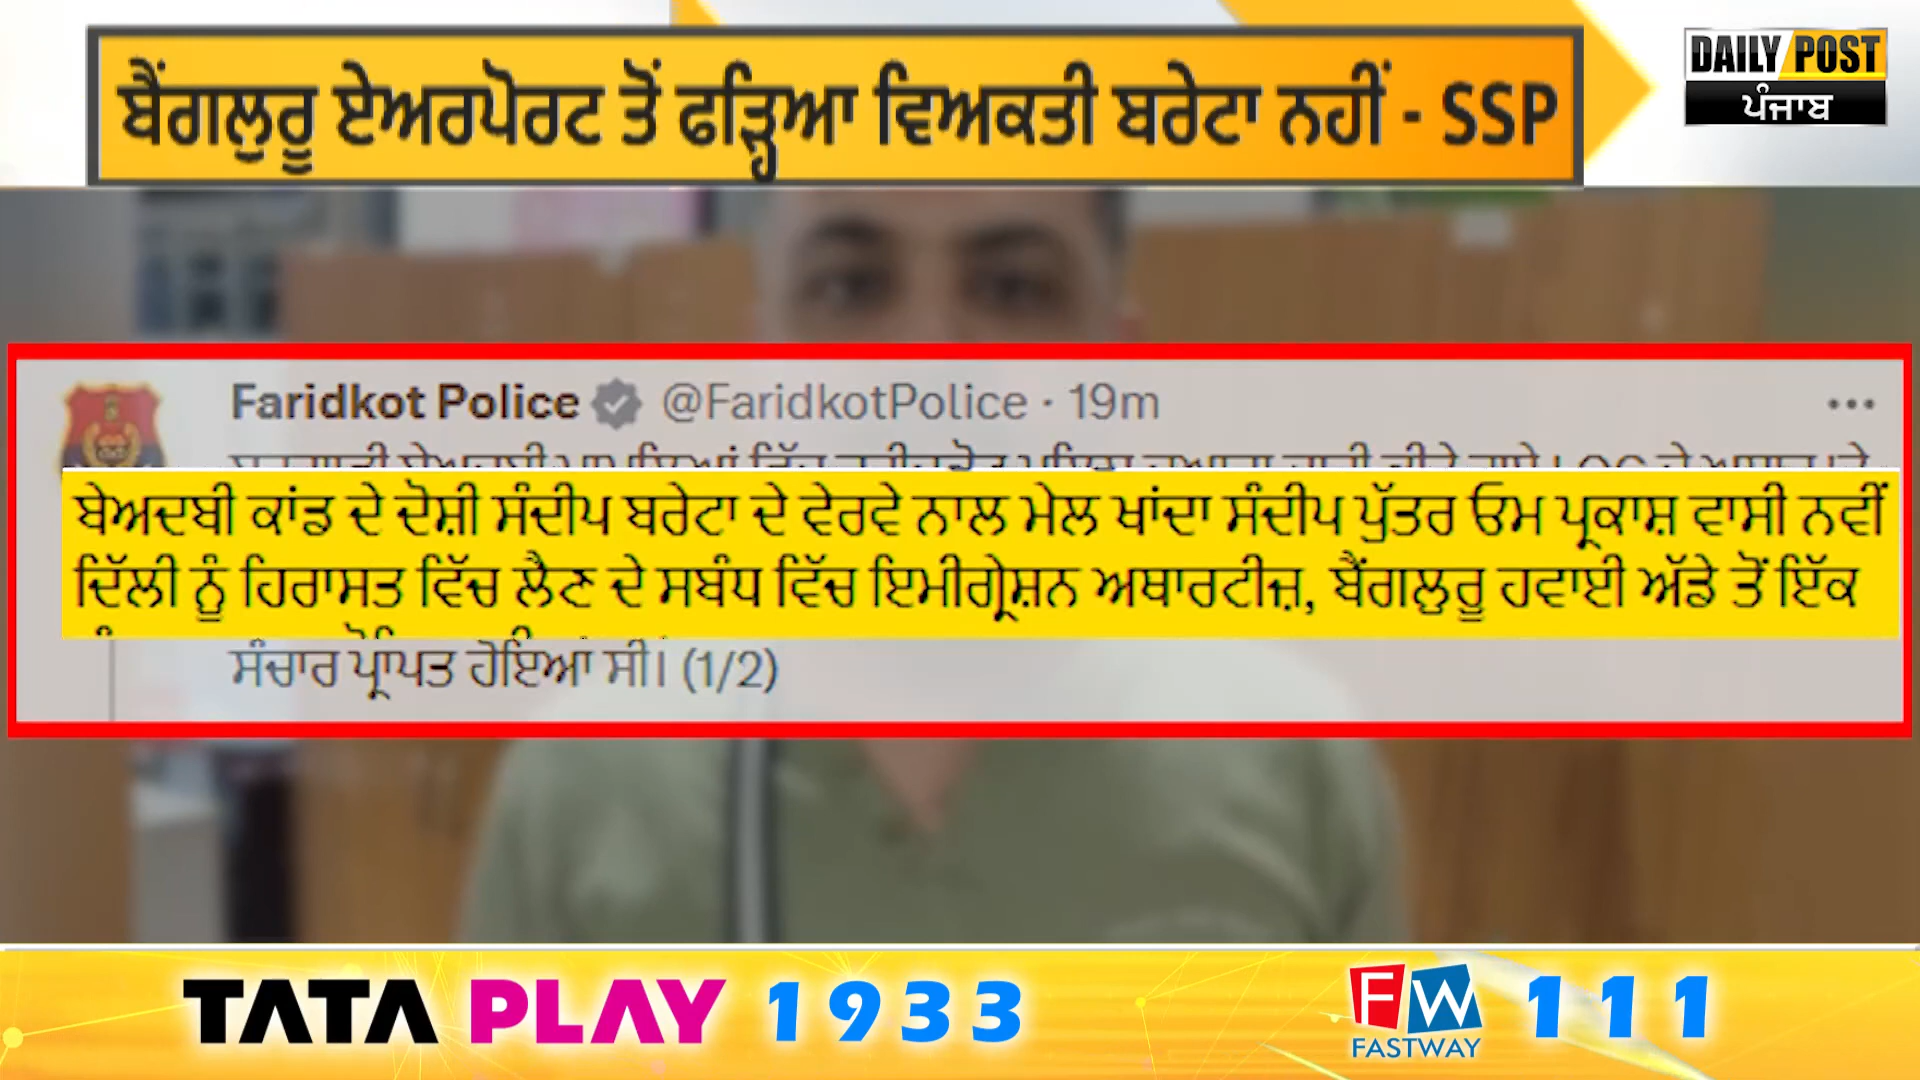 ਬੈਂਗਲੁਰੂ ਏਅਰਪੋਰਟ ਤੋਂ ਫੜ੍ਹਿਆ ਵਿਅਕਤੀ ਬਰੇਟਾ ਨਹੀਂ - SSP
DAILY POST
ਪੰਜਾਬ
Faridkot Police @FaridkotPolice · 19m
ਬੇਅਦਬੀ ਕਾਂਡ ਦੇ ਦੋਸ਼ੀ ਸੰਦੀਪ ਬਰੇਟਾ ਦੇ ਵੇਰਵੇ ਨਾਲ ਮੇਲ ਖਾਂਦਾ ਸੰਦੀਪ ਪੁੱਤਰ ਓਮ ਪ੍ਰਕਾਸ਼ ਵਾਸੀ ਨਵੀਂ
ਦਿੱਲੀ ਨੂੰ ਹਿਰਾਸਤ ਵਿੱਚ ਲੈਣ ਦੇ ਸਬੰਧ ਵਿੱਚ ਇਮੀਗ੍ਰੇਸ਼ਨ ਅਥਾਰਟੀਜ਼, ਬੈਂਗਲੁਰੂ ਹਵਾਈ ਅੱਡੇ ਤੋਂ ਇੱਕ
ਸੰਚਾਰ ਪ੍ਰਾਪਤ ਹੋਇਆ ਸੀ। (1/2)
TATA PLAY 1933
FW 111
FASTWAY